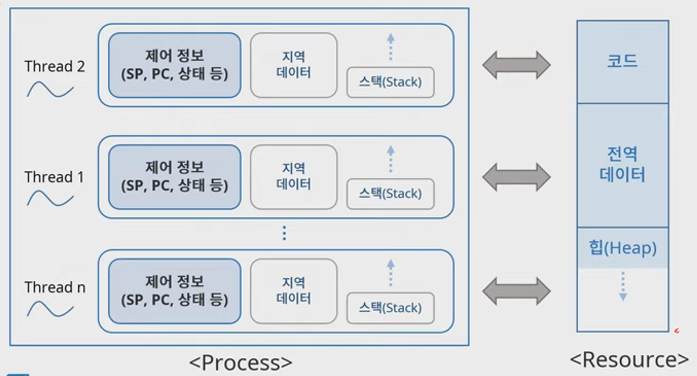 Thread 2
제어 정보
(SP, PC, 상태 등)
지역
데이터
스택(Stack)
Thread 1
제어 정보
(SP, PC, 상태 등)
지역
데이터
스택(Stack)
Thread n
제어 정보
(SP, PC, 상태 등)
지역
데이터
스택(Stack)
<Process>
코드
전역
데이터
힙(Heap)
<Resource>